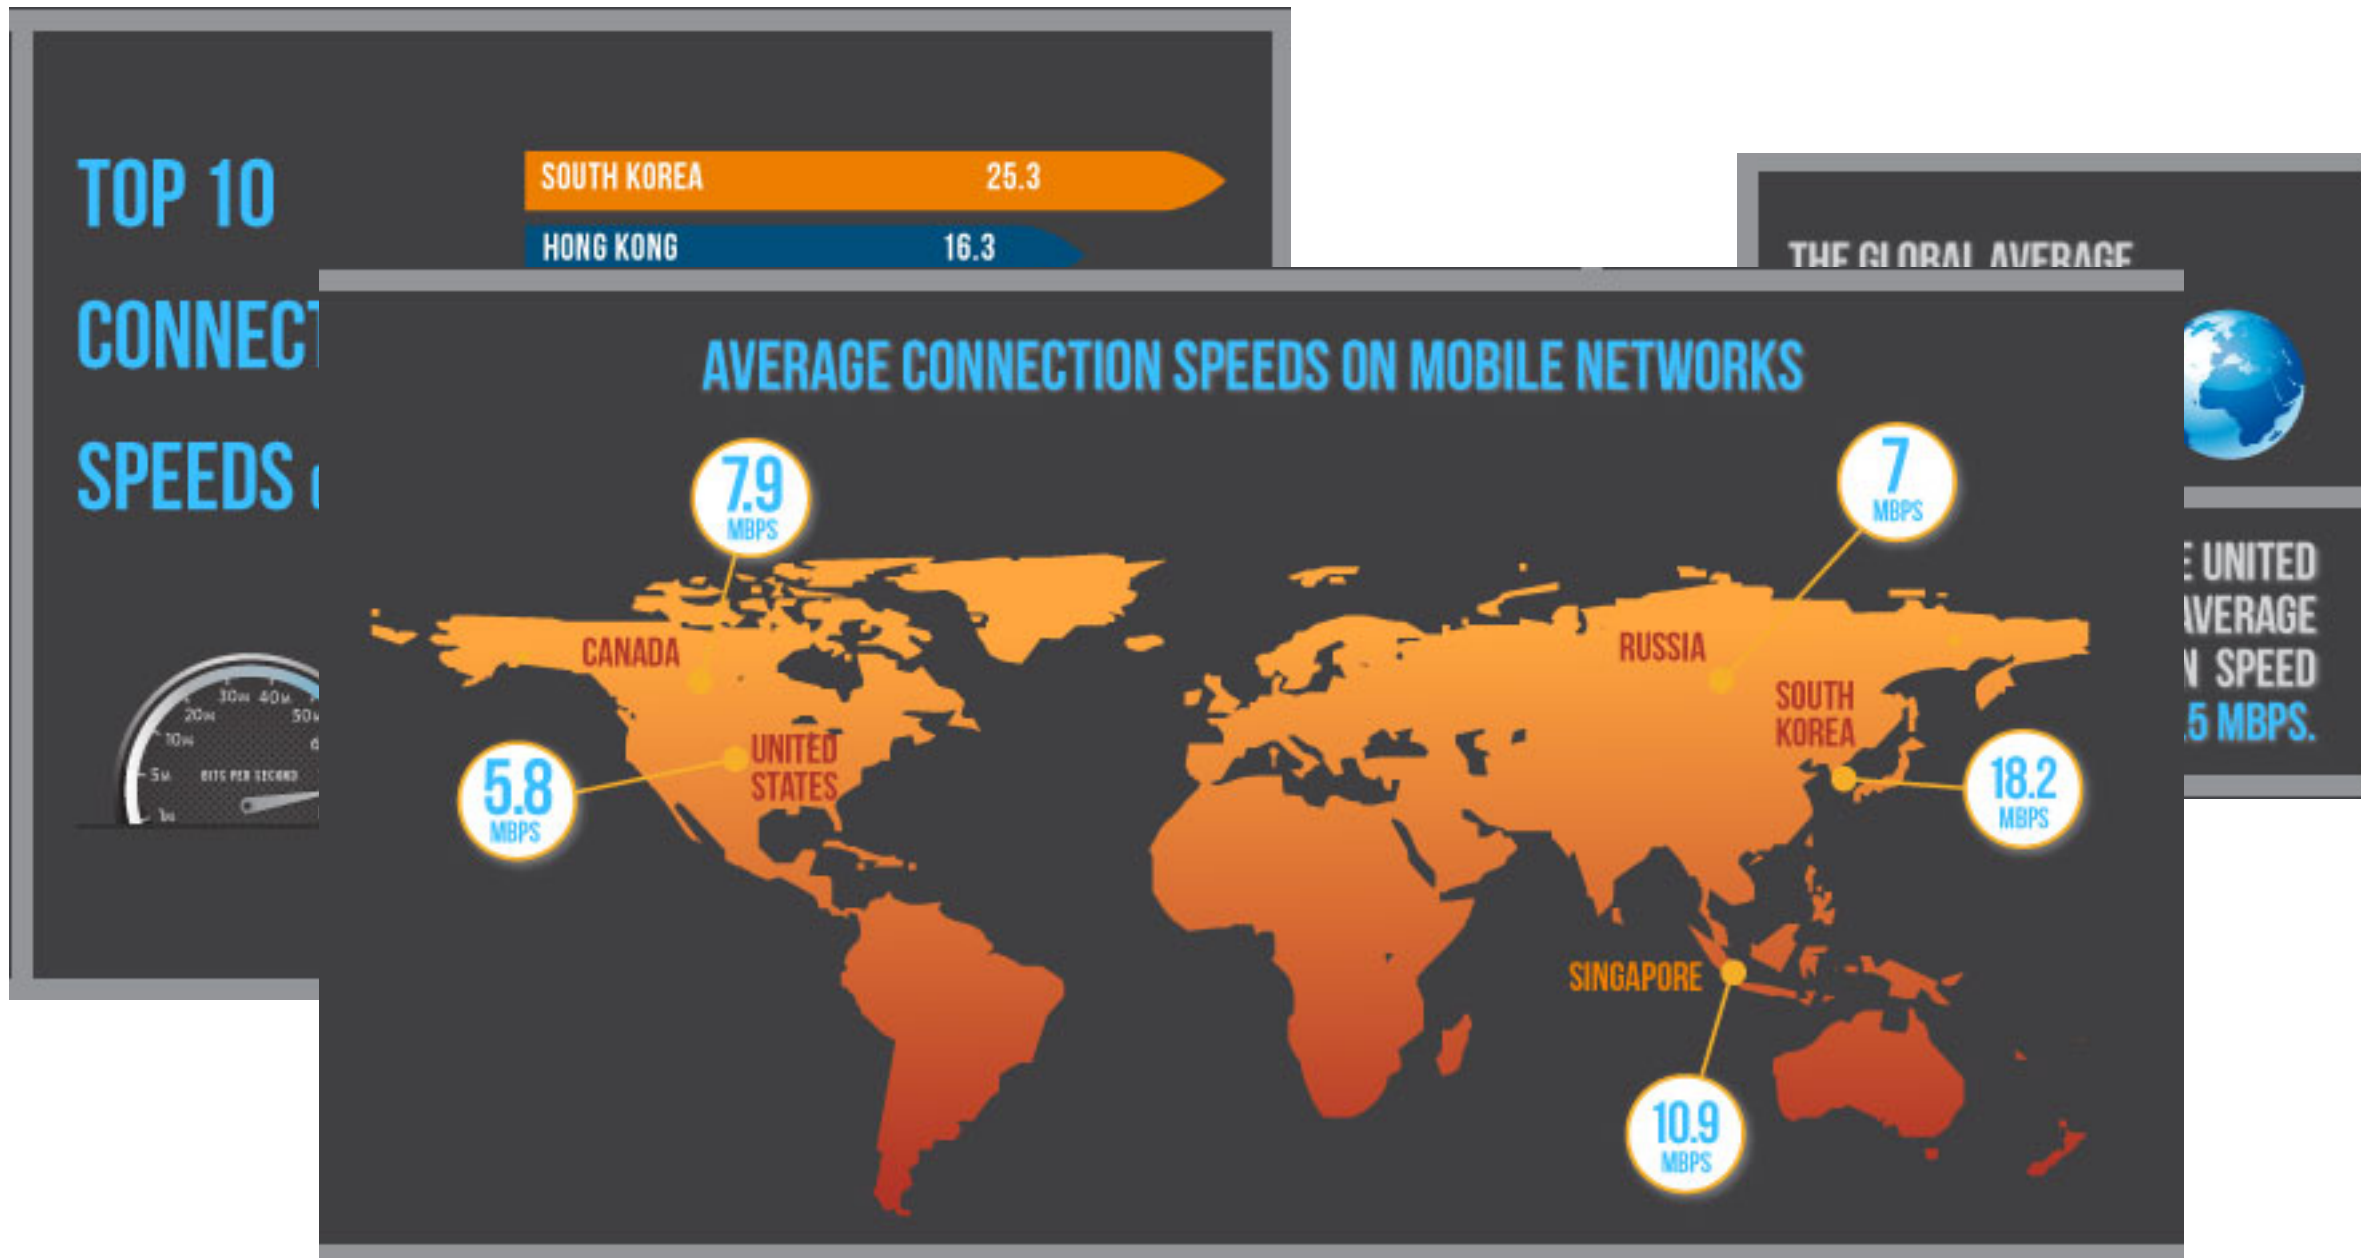 TOP 10
CONNECT
SPEEDS
SOUTH KOREA 25.3
HONG KONG 16.3
30M 40M
20M
50
10M
5M BITS PER SECOND
1M
THE GLOBAL AVERAGE
E UNITED
AVERAGE
N SPEED
.5 MBPS.
AVERAGE CONNECTION SPEEDS ON MOBILE NETWORKS
7.9
MBPS
7
MBPS
CANADA
RUSSIA
SOUTH
KOREA
UNITED
STATES
5.8
MBPS
18.2
MBPS
SINGAPORE
10.9
MBPS